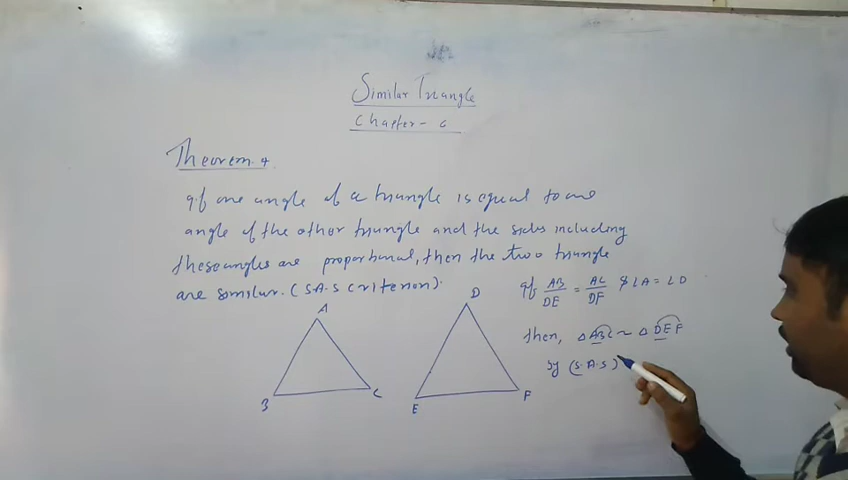 Similar Triangle
Chapter - 6
Theorem. 4
If one angle of a triangle is equal to one
angle of the other triangle and the sides including
these angles are proportional, then the two triangle
are similar. (S.A.S criterion).
If AB/DE = AC/DF & ∠A = ∠D
then, △ABC ~ △DEF
by (S.A.S)
A
B
C
D
E
F